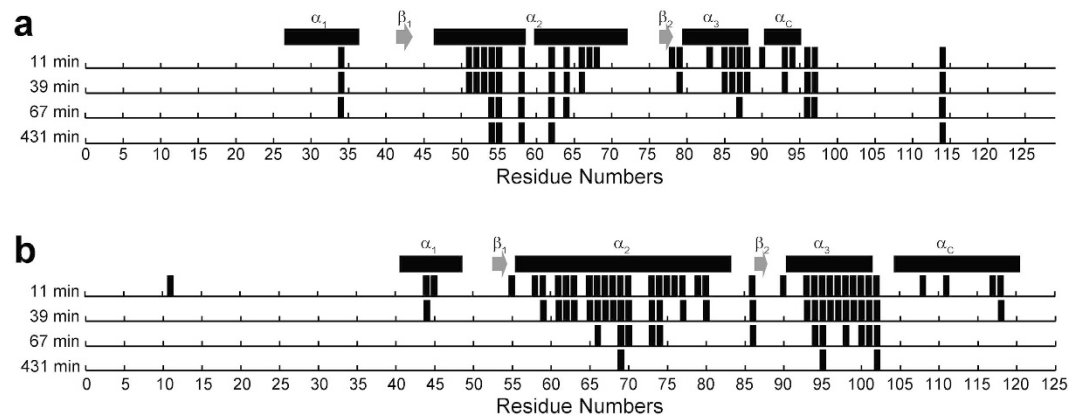 a
α1 β1 α2 β2 α3 αC
11 min
39 min
67 min
431 min
0 5 10 15 20 25 30 35 40 45 50 55 60 65 70 75 80 85 90 95 100 105 110 115 120 125
Residue Numbers
b
α1 β1 α2 β2 α3 αC
11 min
39 min
67 min
431 min
0 5 10 15 20 25 30 35 40 45 50 55 60 65 70 75 80 85 90 95 100 105 110 115 120 125
Residue Numbers